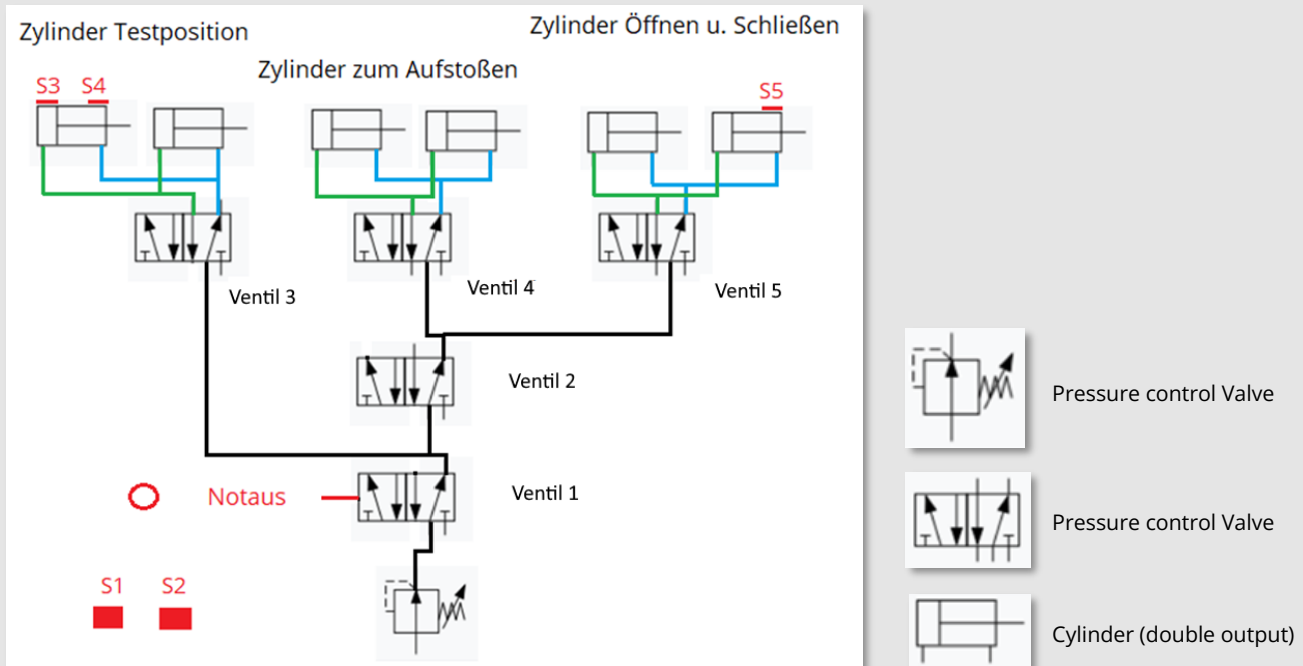 Zylinder Testposition
Zylinder Öffnen u. Schließen
Zylinder zum Aufstoßen
S3 S4
S5
Ventil 3
Ventil 4
Ventil 5
Ventil 2
Pressure control Valve
Notaus
Ventil 1
Pressure control Valve
S1 S2
Cylinder (double output)